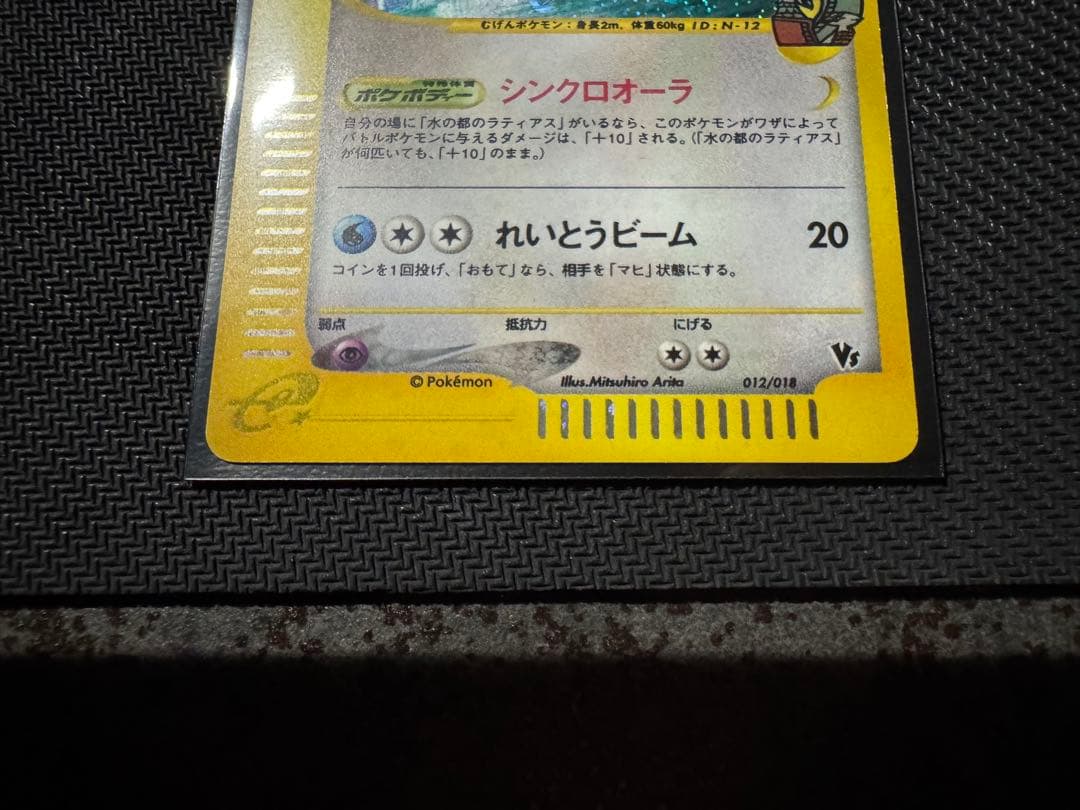 むげんポケモン：身長2m、体重60kg ID：N-12
特殊体質
ポケボディー シンクロオーラ
自分の場に「水の都のラティアス」がいるなら、このポケモンがワザによって
バトルポケモンに与えるダメージは、「＋10」される。（「水の都のラティアス」
が何匹いても、「＋10」のまま。）
れいとうビーム 20
コインを1回投げ、「おもて」なら、相手を「マヒ」状態にする。
弱点 抵抗力 にげる
© Pokémon Illus.Mitsuhiro Arita 012/018 Vs
e